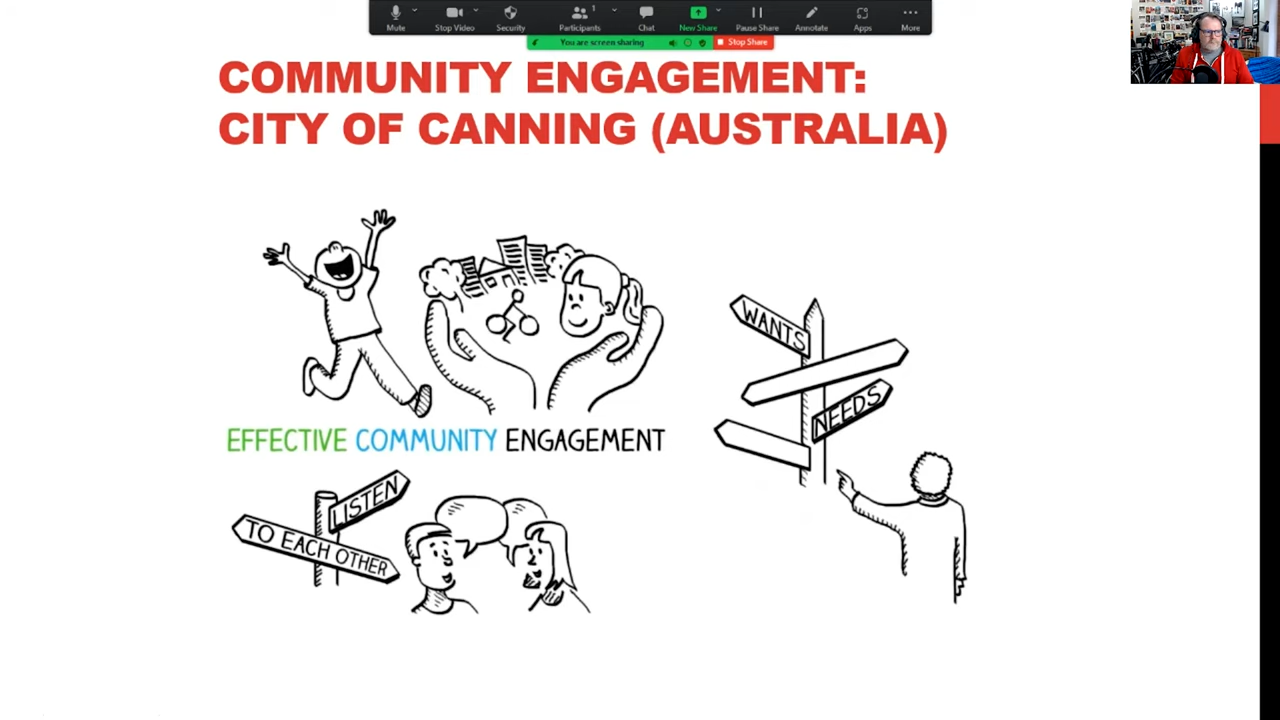 Mute
Stop Video
Security
Participants
1
Chat
New Share
Pause Share
Annotate
Apps
More
You are screen sharing
Stop Share
COMMUNITY ENGAGEMENT:
CITY OF CANNING (AUSTRALIA)
WANTS
NEEDS
EFFECTIVE COMMUNITY ENGAGEMENT
LISTEN
TO EACH OTHER